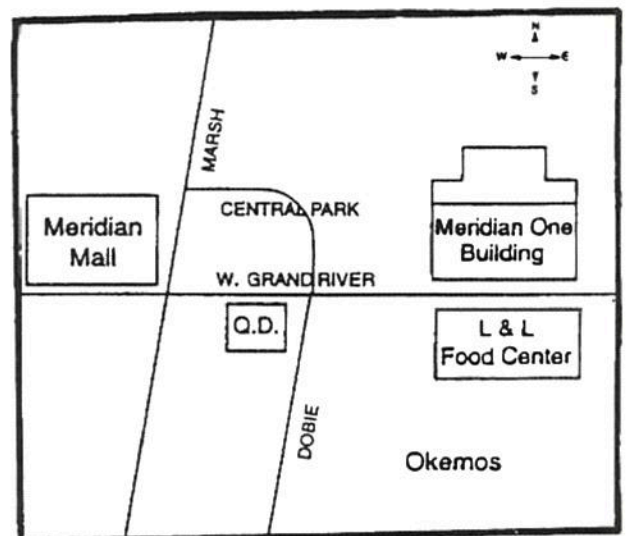 N
W E
S
MARSH
CENTRAL PARK
Meridian
Mall
Meridian One
Building
W. GRAND RIVER
Q.D.
L & L
Food Center
DOBIE
Okemos